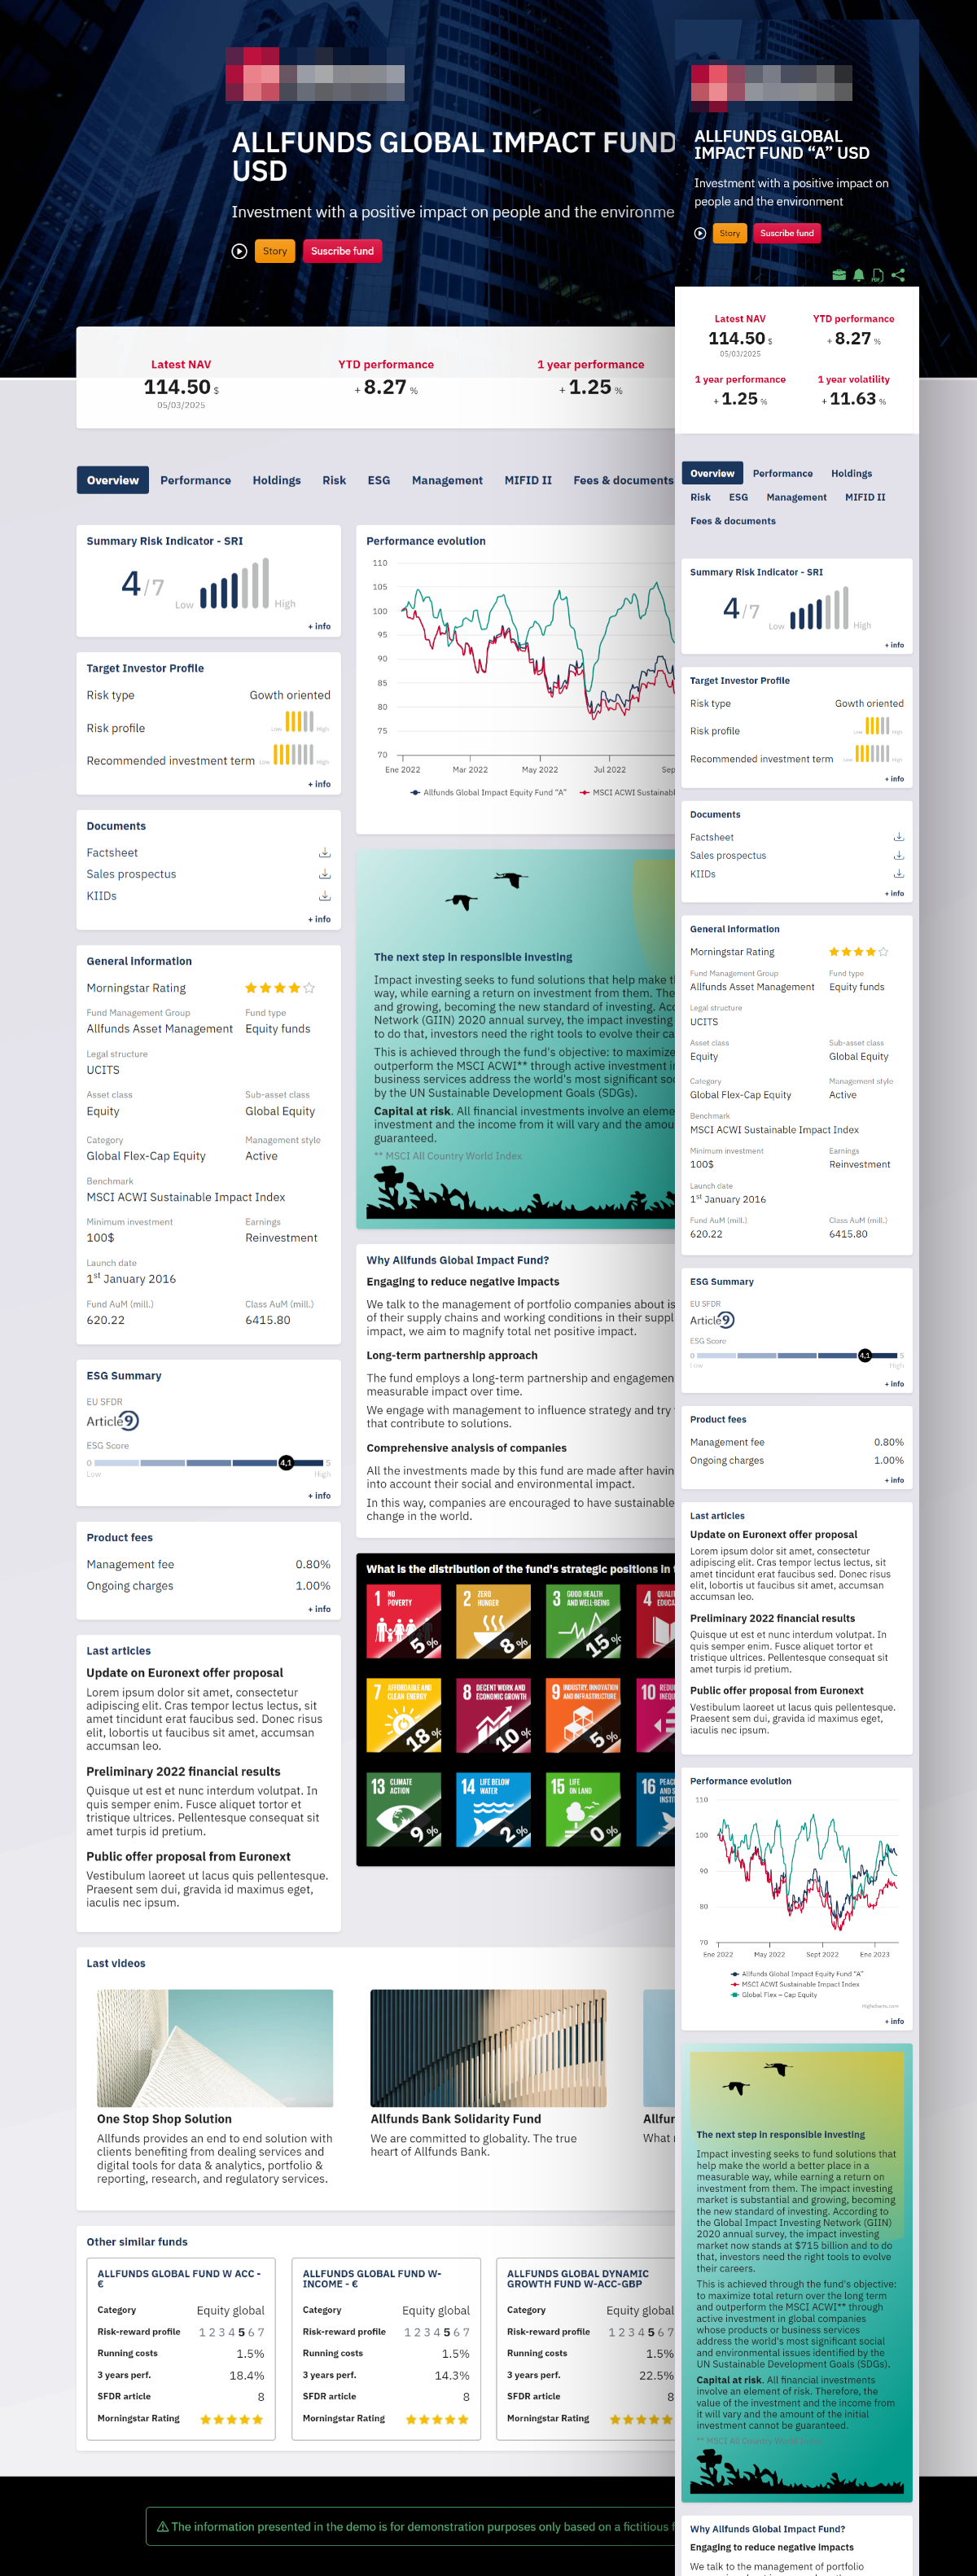 ALLFUNDS GLOBAL IMPACT FUND
USD
Investment with a positive impact on people and the environme
Story
Suscribe fund
Latest NAV
114.50 $
05/03/2025
YTD performance
+ 8.27 %
1 year performance
+ 1.25 %
Overview Performance Holdings Risk ESG Management MIFID II Fees & documents
Summary Risk Indicator - SRI
4/7
Low
High
+ info
Target Investor Profile
Risk type Gowth oriented
Risk profile Low High
Recommended investment term Low High
+ info
Documents
Factsheet
Sales prospectus
KIIDs
+ info
General information
Morningstar Rating
Fund Management Group Fund type
Allfunds Asset Management Equity funds
Legal structure
UCITS
Asset class Sub-asset class
Equity Global Equity
Category Management style
Global Flex-Cap Equity Active
Benchmark
MSCI ACWI Sustainable Impact Index
Minimum investment Earnings
100$ Reinvestment
Launch date
1st January 2016
Fund AuM (mill.) Class AuM (mill.)
620.22 6415.80
ESG Summary
EU SFDR
Article 9
ESG Score
0 4.1 5
Low High
+ info
Product fees
Management fee 0.80%
Ongoing charges 1.00%
+ info
Last articles
Update on Euronext offer proposal
Lorem ipsum dolor sit amet, consectetur
adipiscing elit. Cras tempor lectus lectus, sit
amet tincidunt erat faucibus sed. Donec risus
elit, lobortis ut faucibus sit amet, accumsan
accumsan leo.
Preliminary 2022 financial results
Quisque ut est et nunc interdum volutpat. In
quis semper enim. Fusce aliquet tortor et
tristique ultrices. Pellentesque consequat sit
amet turpis id pretium.
Public offer proposal from Euronext
Vestibulum laoreet ut lacus quis pellentesque.
Praesent sem dui, gravida id maximus eget,
iaculis nec ipsum.
Performance evolution
110
105
100
95
90
85
80
75
70
Ene 2022 Mar 2022 May 2022 Jul 2022 Sep
Allfunds Global Impact Equity Fund "A" MSCI ACWI Sustainabl
The next step in responsible investing
Impact investing seeks to fund solutions that help make t
way, while earning a return on investment from them. The
and growing, becoming the new standard of investing. Acc
Network (GIIN) 2020 annual survey, the impact investing
to do that, investors need the right tools to evolve their ca
This is achieved through the fund's objective: to maximize
outperform the MSCI ACWI** through active investment i
business services address the world's most significant soc
by the UN Sustainable Development Goals (SDGs).
Capital at risk. All financial investments involve an eleme
investment and the income from it will vary and the amou
guaranteed.
** MSCI All Country World Index
Why Allfunds Global Impact Fund?
Engaging to reduce negative impacts
We talk to the management of portfolio companies about is
of their supply chains and working conditions in their suppl
impact, we aim to magnify total net positive impact.
Long-term partnership approach
The fund employs a long-term partnership and engagemen
measurable impact over time.
We engage with management to influence strategy and try
that contribute to solutions.
Comprehensive analysis of companies
All the investments made by this fund are made after havin
into account their social and environmental impact.
In this way, companies are encouraged to have sustainable
change in the world.
What is the distribution of the fund's strategic positions in t
1 NO POVERTY 5%
2 ZERO HUNGER 8%
3 GOOD HEALTH AND WELL-BEING 15%
4 QUALIT EDUCA
7 AFFORDABLE AND CLEAN ENERGY 18%
8 DECENT WORK AND ECONOMIC GROWTH 10%
9 INDUSTRY, INNOVATION AND INFRASTRUCTURE 5%
10 REDU INEQU
13 CLIMATE ACTION 9%
14 LIFE BELOW WATER 2%
15 LIFE ON LAND 0%
16 PEAC AND S INSTIT
Last videos
One Stop Shop Solution
Allfunds provides an end to end solution with
clients benefiting from dealing services and
digital tools for data & analytics, portfolio &
reporting, research, and regulatory services.
Allfunds Bank Solidarity Fund
We are committed to globality. The true
heart of Allfunds Bank.
Allfur
What i
Other similar funds
ALLFUNDS GLOBAL FUND W ACC -
€
Category Equity global
Risk-reward profile 1 2 3 4 5 6 7
Running costs 1.5%
3 years perf. 18.4%
SFDR article 8
Morningstar Rating
ALLFUNDS GLOBAL FUND W-
INCOME - €
Category Equity global
Risk-reward profile 1 2 3 4 5 6 7
Running costs 1.5%
3 years perf. 14.3%
SFDR article 8
Morningstar Rating
ALLFUNDS GLOBAL DYNAMIC
GROWTH FUND W-ACC-GBP
Category Equity global
Risk-reward profile 1 2 3 4 5 6 7
Running costs 1.5%
3 years perf. 22.5%
SFDR article 8
Morningstar Rating
The information presented in the demo is for demonstration purposes only based on a fictitious f
ALLFUNDS GLOBAL
IMPACT FUND “A” USD
Investment with a positive impact on
people and the environment
Story
Suscribe fund
Latest NAV YTD performance
114.50 $ + 8.27 %
05/03/2025
1 year performance 1 year volatility
+ 1.25 % + 11.63 %
Overview Performance Holdings
Risk ESG Management MIFID II
Fees & documents
Summary Risk Indicator - SRI
4/7
Low
High
+ info
Target Investor Profile
Risk type Gowth oriented
Risk profile Low High
Recommended investment term Low High
+ info
Documents
Factsheet
Sales prospectus
KIIDs
+ info
General information
Morningstar Rating
Fund Management Group Fund type
Allfunds Asset Management Equity funds
Legal structure
UCITS
Asset class Sub-asset class
Equity Global Equity
Category Management style
Global Flex-Cap Equity Active
Benchmark
MSCI ACWI Sustainable Impact Index
Minimum investment Earnings
100$ Reinvestment
Launch date
1st January 2016
Fund AuM (mill.) Class AuM (mill.)
620.22 6415.80
ESG Summary
EU SFDR
Article 9
ESG Score
0 4.1 5
Low High
+ info
Product fees
Management fee 0.80%
Ongoing charges 1.00%
+ info
Last articles
Update on Euronext offer proposal
Lorem ipsum dolor sit amet, consectetur
adipiscing elit. Cras tempor lectus lectus, sit
amet tincidunt erat faucibus sed. Donec risus
elit, lobortis ut faucibus sit amet, accumsan
accumsan leo.
Preliminary 2022 financial results
Quisque ut est et nunc interdum volutpat. In
quis semper enim. Fusce aliquet tortor et
tristique ultrices. Pellentesque consequat sit
amet turpis id pretium.
Public offer proposal from Euronext
Vestibulum laoreet ut lacus quis pellentesque.
Praesent sem dui, gravida id maximus eget,
iaculis nec ipsum.
Performance evolution
110
100
90
80
70
Ene 2022 May 2022 Sept 2022 Ene 2023
Allfunds Global Impact Equity Fund "A"
MSCI ACWI Sustainable Impact Index
Global Flex – Cap Equity
Highcharts.com
+ info
The next step in responsible investing
Impact investing seeks to fund solutions that
help make the world a better place in a
measurable way, while earning a return on
investment from them. The impact investing
market is substantial and growing, becoming
the new standard of investing. According to
the Global Impact Investing Network (GIIN)
2020 annual survey, the impact investing
market now stands at $715 billion and to do
that, investors need the right tools to evolve
their careers.
This is achieved through the fund's objective:
to maximize total return over the long term
and outperform the MSCI ACWI** through
active investment in global companies
whose products or business services
address the world's most significant social
and environmental issues identified by the
UN Sustainable Development Goals (SDGs).
Capital at risk. All financial investments
involve an element of risk. Therefore, the
value of the investment and the income from
it will vary and the amount of the initial
investment cannot be guaranteed.
** MSCI All Country World Index
Why Allfunds Global Impact Fund?
Engaging to reduce negative impacts
We talk to the management of portfolio